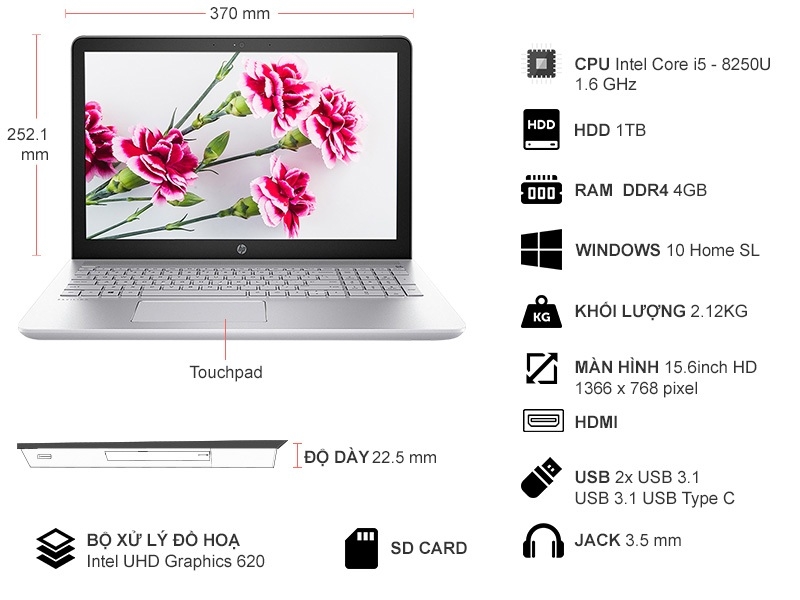 370 mm
252.1
mm
hp
Touchpad
ĐỘ DÀY 22.5 mm
BỘ XỬ LÝ ĐỒ HOẠ
Intel UHD Graphics 620
SD CARD
CPU Intel Core i5 - 8250U
1.6 GHz
HDD
HDD 1TB
RAM DDR4 4GB
WINDOWS 10 Home SL
KG
KHỐI LƯỢNG 2.12KG
MÀN HÌNH 15.6inch HD
1366 x 768 pixel
HDMI
USB 2x USB 3.1
USB 3.1 USB Type C
JACK 3.5 mm